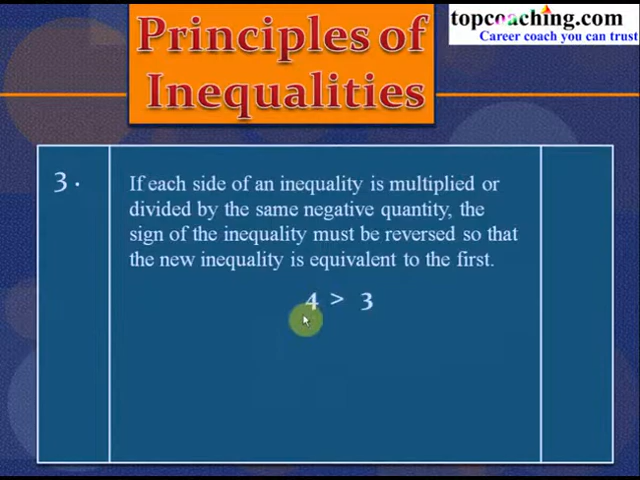 Principles of
Inequalities
topcoaching.com
Career coach you can trust
3.
If each side of an inequality is multiplied or
divided by the same negative quantity, the
sign of the inequality must be reversed so that
the new inequality is equivalent to the first.
4 > 3